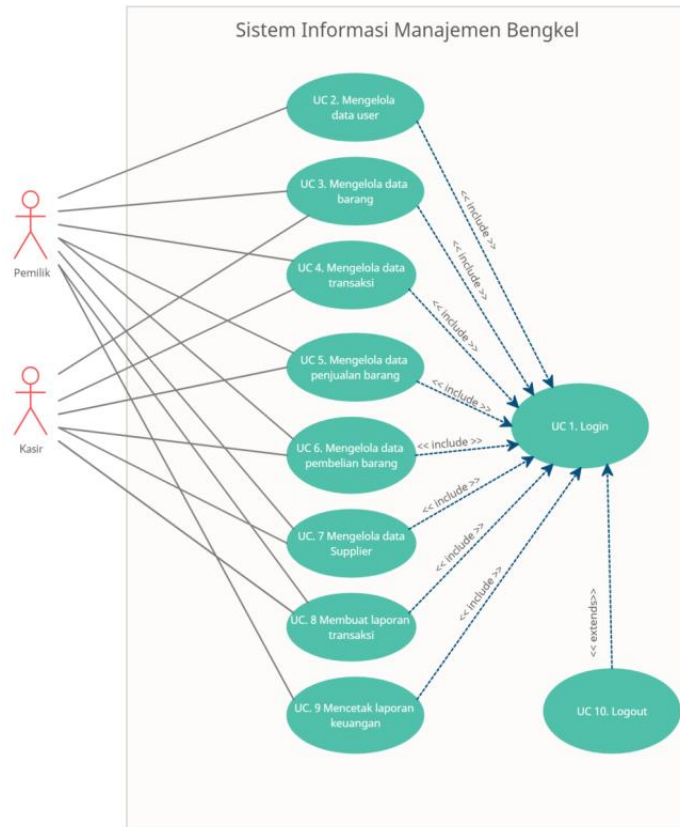 Sistem Informasi Manajemen Bengkel
UC 2. Mengelola
data user
UC 3. Mengelola data
barang
UC 4. Mengelola data
transaksi
UC 5. Mengelola data
penjualan barang
UC 6. Mengelola data
pembelian barang
UC. 7 Mengelola data
Supplier
UC. 8 Membuat laporan
transaksi
UC. 9 Mencetak laporan
keuangan
Pemilik
Kasir
<< include >>
<< include >>
<< include >>
<< include >>
<< include >>
<< include >>
<< include >>
<< include >>
UC 1. Login
<< extends>>
UC 10. Logout